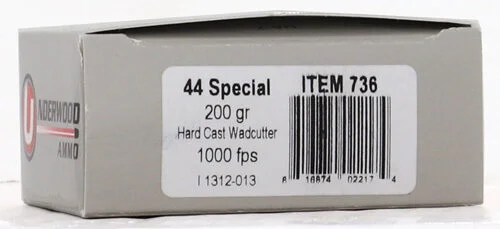 UNDERWOOD
AMMO
44 Special
200 gr
Hard Cast Wadcutter
1000 fps
I 1312-013
ITEM 736
8 16874 02217 4